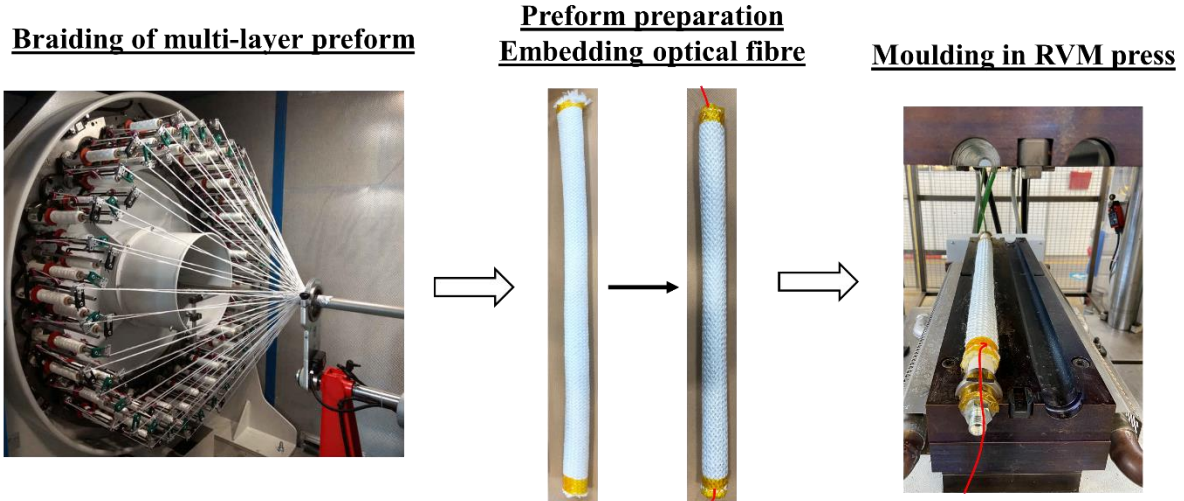 Braiding of multi-layer preform
Preform preparation
Embedding optical fibre
Moulding in RVM press